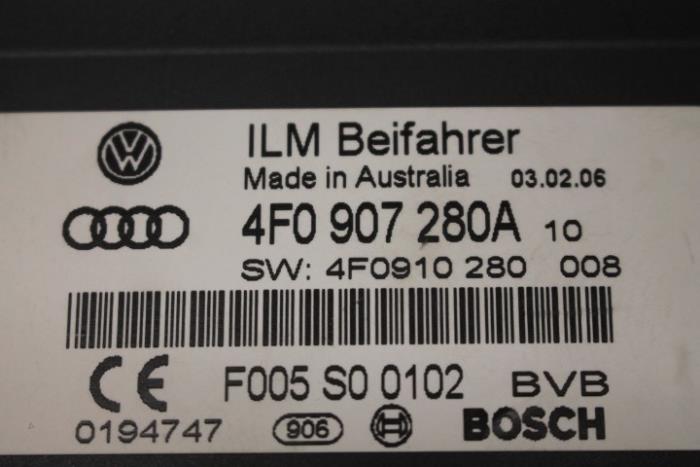 ILM Beifahrer
Made in Australia 03.02.06
4F0 907 280A 10
SW: 4F0910 280 008
CE F005 S0 0102 BVB
0194747 906 BOSCH